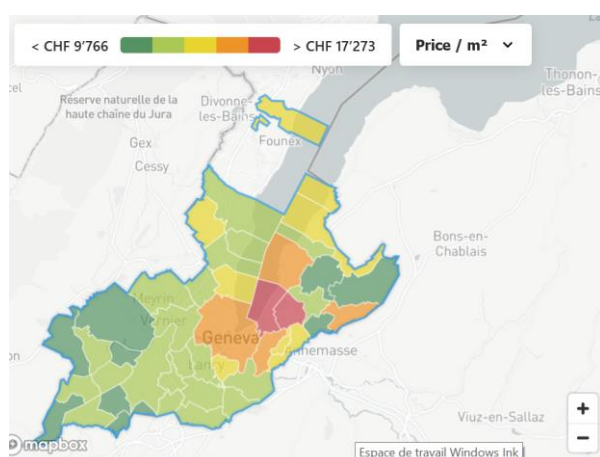 < CHF 9'766
> CHF 17'273
Price / m²
Nyon
Thonon-
les-Bains
Réserve naturelle de la
haute chaîne du Jura
Divonne-
les-Bains
Founex
Gex
Cessy
Bons-en-
Chablais
Meyrin
Vernier
Geneva
Lancy
Annemasse
Viuz-en-Sallaz
+
−
mapbox
Espace de travail Windows Ink